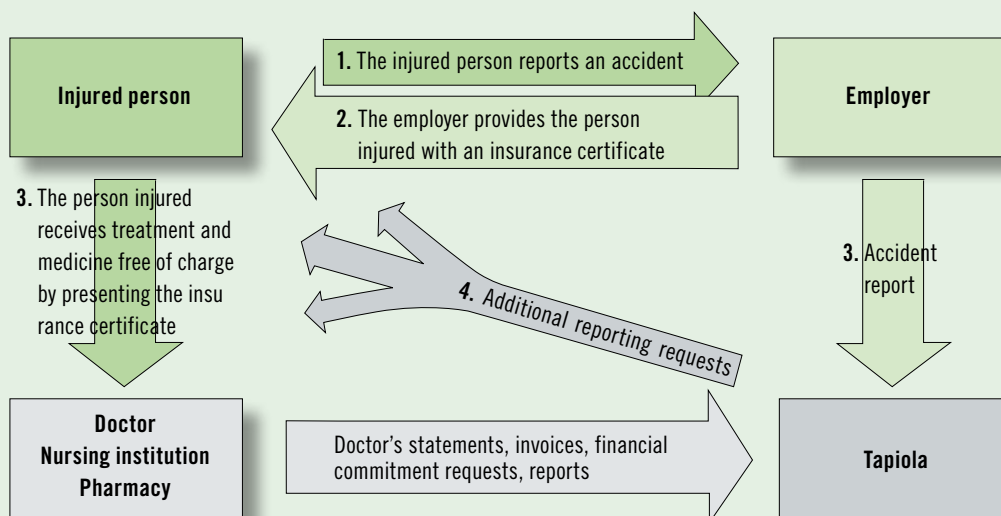 Injured person
1. The injured person reports an accident
Employer
2. The employer provides the person
injured with an insurance certificate
3. The person injured
receives treatment and
medicine free of charge
by presenting the insu
rance certificate
3. Accident
report
4. Additional reporting requests
Doctor
Nursing institution
Pharmacy
Doctor's statements, invoices, financial
commitment requests, reports
Tapiola